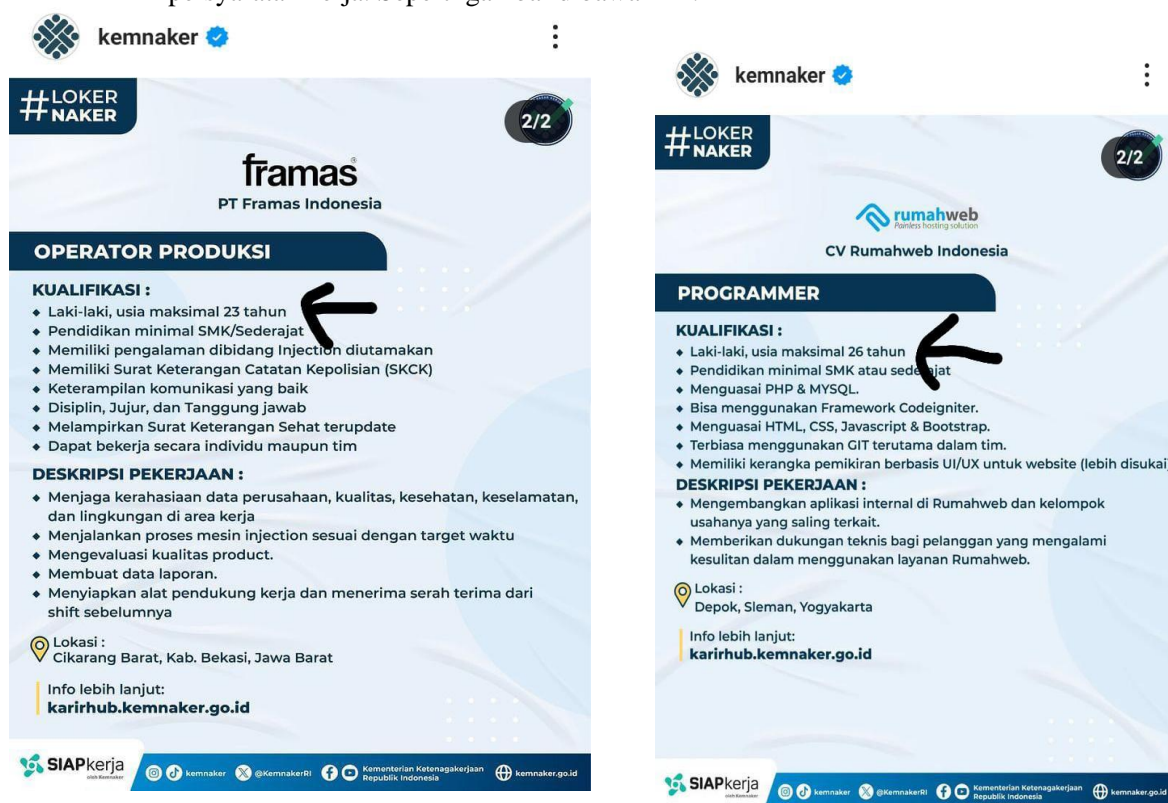 kemnaker
#LOKER
NAKER
2/2
framas
PT Framas Indonesia
OPERATOR PRODUKSI
KUALIFIKASI :
Laki-laki, usia maksimal 23 tahun
Pendidikan minimal SMK/Sederajat
Memiliki pengalaman dibidang Injection diutamakan
Memiliki Surat Keterangan Catatan Kepolisian (SKCK)
Keterampilan komunikasi yang baik
Disiplin, Jujur, dan Tanggung jawab
Melampirkan Surat Keterangan Sehat terupdate
Dapat bekerja secara individu maupun tim
DESKRIPSI PEKERJAAN :
Menjaga kerahasiaan data perusahaan, kualitas, kesehatan, keselamatan,
dan lingkungan di area kerja
Menjalankan proses mesin injection sesuai dengan target waktu
Mengevaluasi kualitas product.
Membuat data laporan.
Menyiapkan alat pendukung kerja dan menerima serah terima dari
shift sebelumnya
Lokasi :
Cikarang Barat, Kab. Bekasi, Jawa Barat
Info lebih lanjut:
karirhub.kemnaker.go.id
SIAPkerja
oleh Kemnaker
kemnaker @KemnakerRI Kementerian Ketenagakerjaan
Republik Indonesia
kemnaker.go.id
kemnaker
#LOKER
NAKER
2/2
rumahweb
Painless hosting solution
CV Rumahweb Indonesia
PROGRAMMER
KUALIFIKASI :
Laki-laki, usia maksimal 26 tahun
Pendidikan minimal SMK atau sederajat
Menguasai PHP & MYSQL.
Bisa menggunakan Framework Codeigniter.
Menguasai HTML, CSS, Javascript & Bootstrap.
Terbiasa menggunakan GIT terutama dalam tim.
Memiliki kerangka pemikiran berbasis UI/UX untuk website (lebih disukai)
DESKRIPSI PEKERJAAN :
Mengembangkan aplikasi internal di Rumahweb dan kelompok
usahanya yang saling terkait.
Memberikan dukungan teknis bagi pelanggan yang mengalami
kesulitan dalam menggunakan layanan Rumahweb.
Lokasi :
Depok, Sleman, Yogyakarta
Info lebih lanjut:
karirhub.kemnaker.go.id
SIAPkerja
oleh Kemnaker
kemnaker @KemnakerRI Kementerian Ketenagakerjaan
Republik Indonesia
kemnaker.go.id